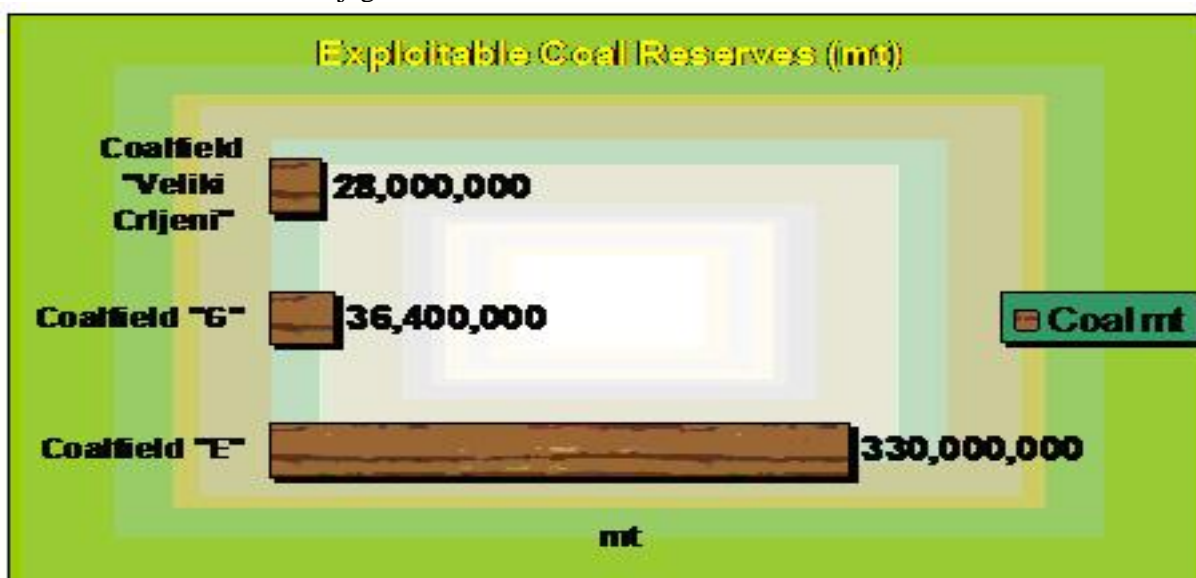 Exploitable Coal Reserves (mt)
Coalfield
"Veliki
Crljeni"
28,000,000
Coalfield "G"
36,400,000
Coal mt
Coalfield "E"
330,000,000
mt